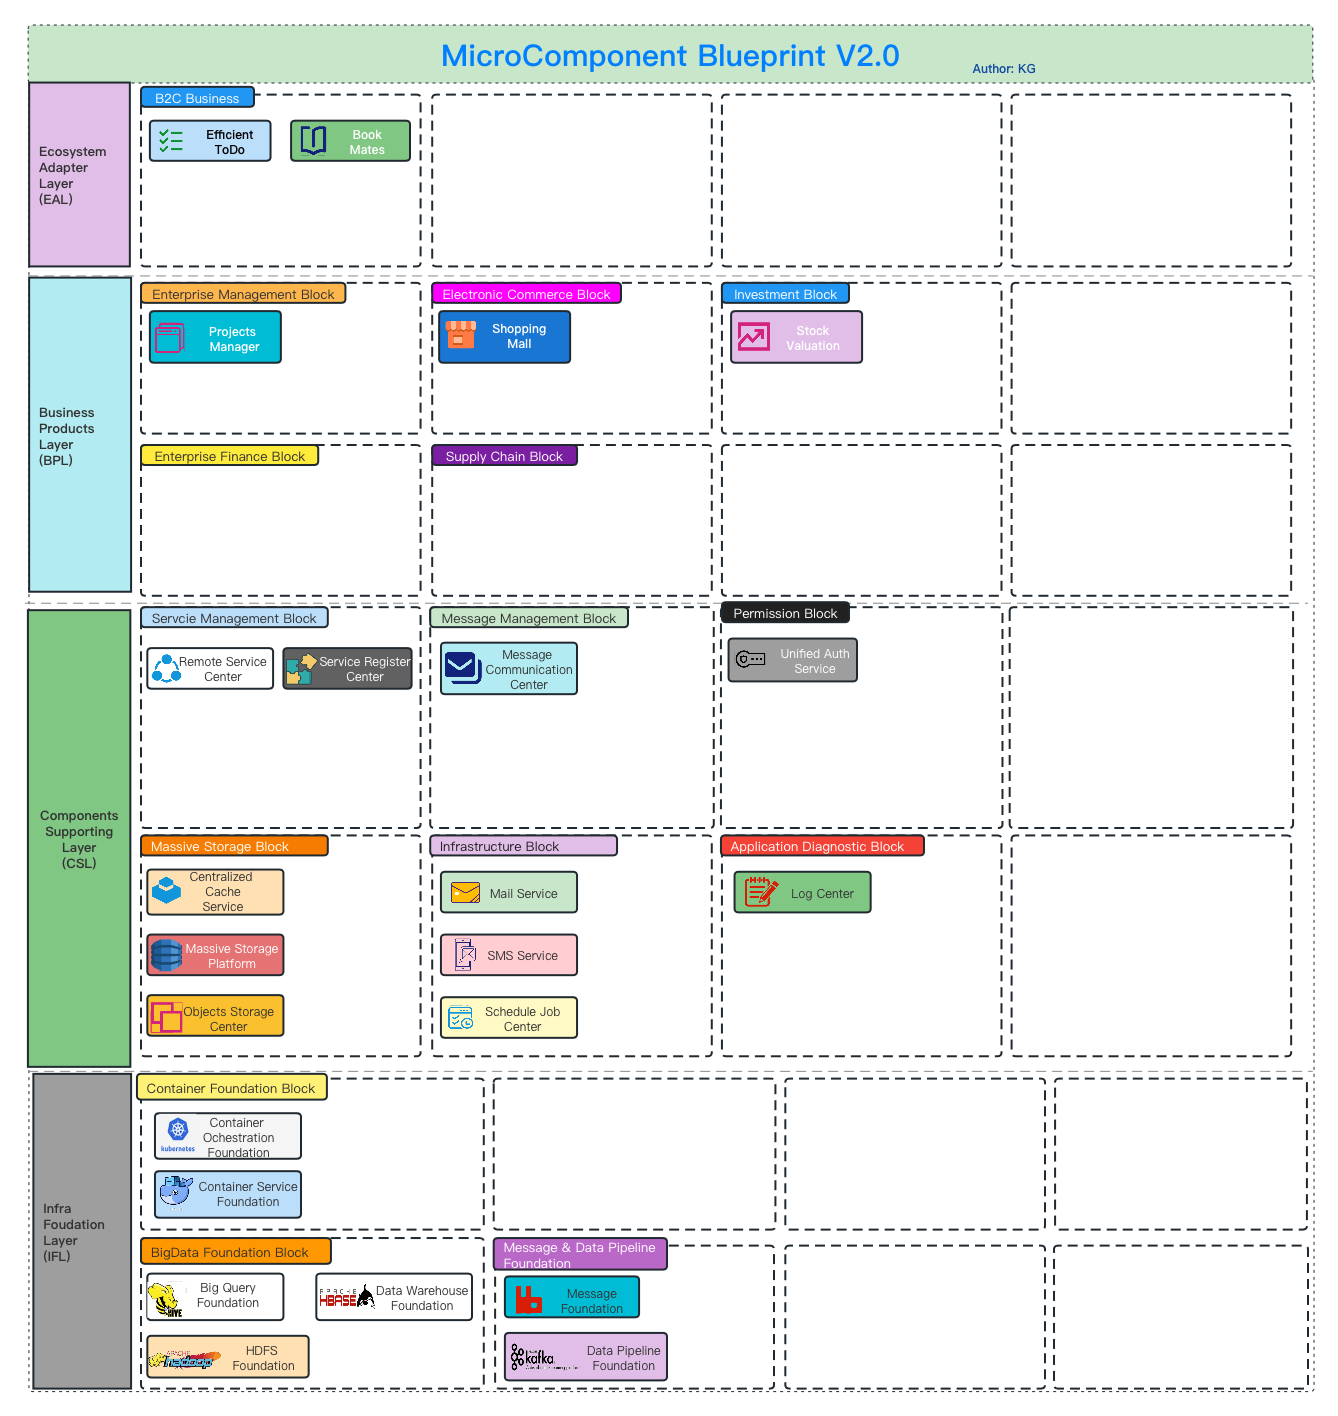 MicroComponent Blueprint V2.0
Author: KG
Ecosystem
Adapter
Layer
(EAL)
B2C Business
Efficient
ToDo
Book
Mates
Business
Products
Layer
(BPL)
Enterprise Management Block
Projects
Manager
Electronic Commerce Block
Shopping
Mall
Investment Block
Stock
Valuation
Enterprise Finance Block
Supply Chain Block
Components
Supporting
Layer
(CSL)
Servcie Management Block
Remote Service
Center
Service Register
Center
Message Management Block
Message
Communication
Center
Permission Block
Unified Auth
Service
Massive Storage Block
Centralized
Cache
Service
Massive Storage
Platform
Objects Storage
Center
Infrastructure Block
Mail Service
SMS Service
Schedule Job
Center
Application Diagnostic Block
Log Center
Infra
Foudation
Layer
(IFL)
Container Foundation Block
kubernetes
Container
Ochestration
Foundation
Container Service
Foundation
BigData Foundation Block
HIVE
Big Query
Foundation
APACHE
HBASE
Data Warehouse
Foundation
APACHE
hadoop
HDFS
Foundation
Message & Data Pipeline
Foundation
Message
Foundation
kafka
Data Pipeline
Foundation